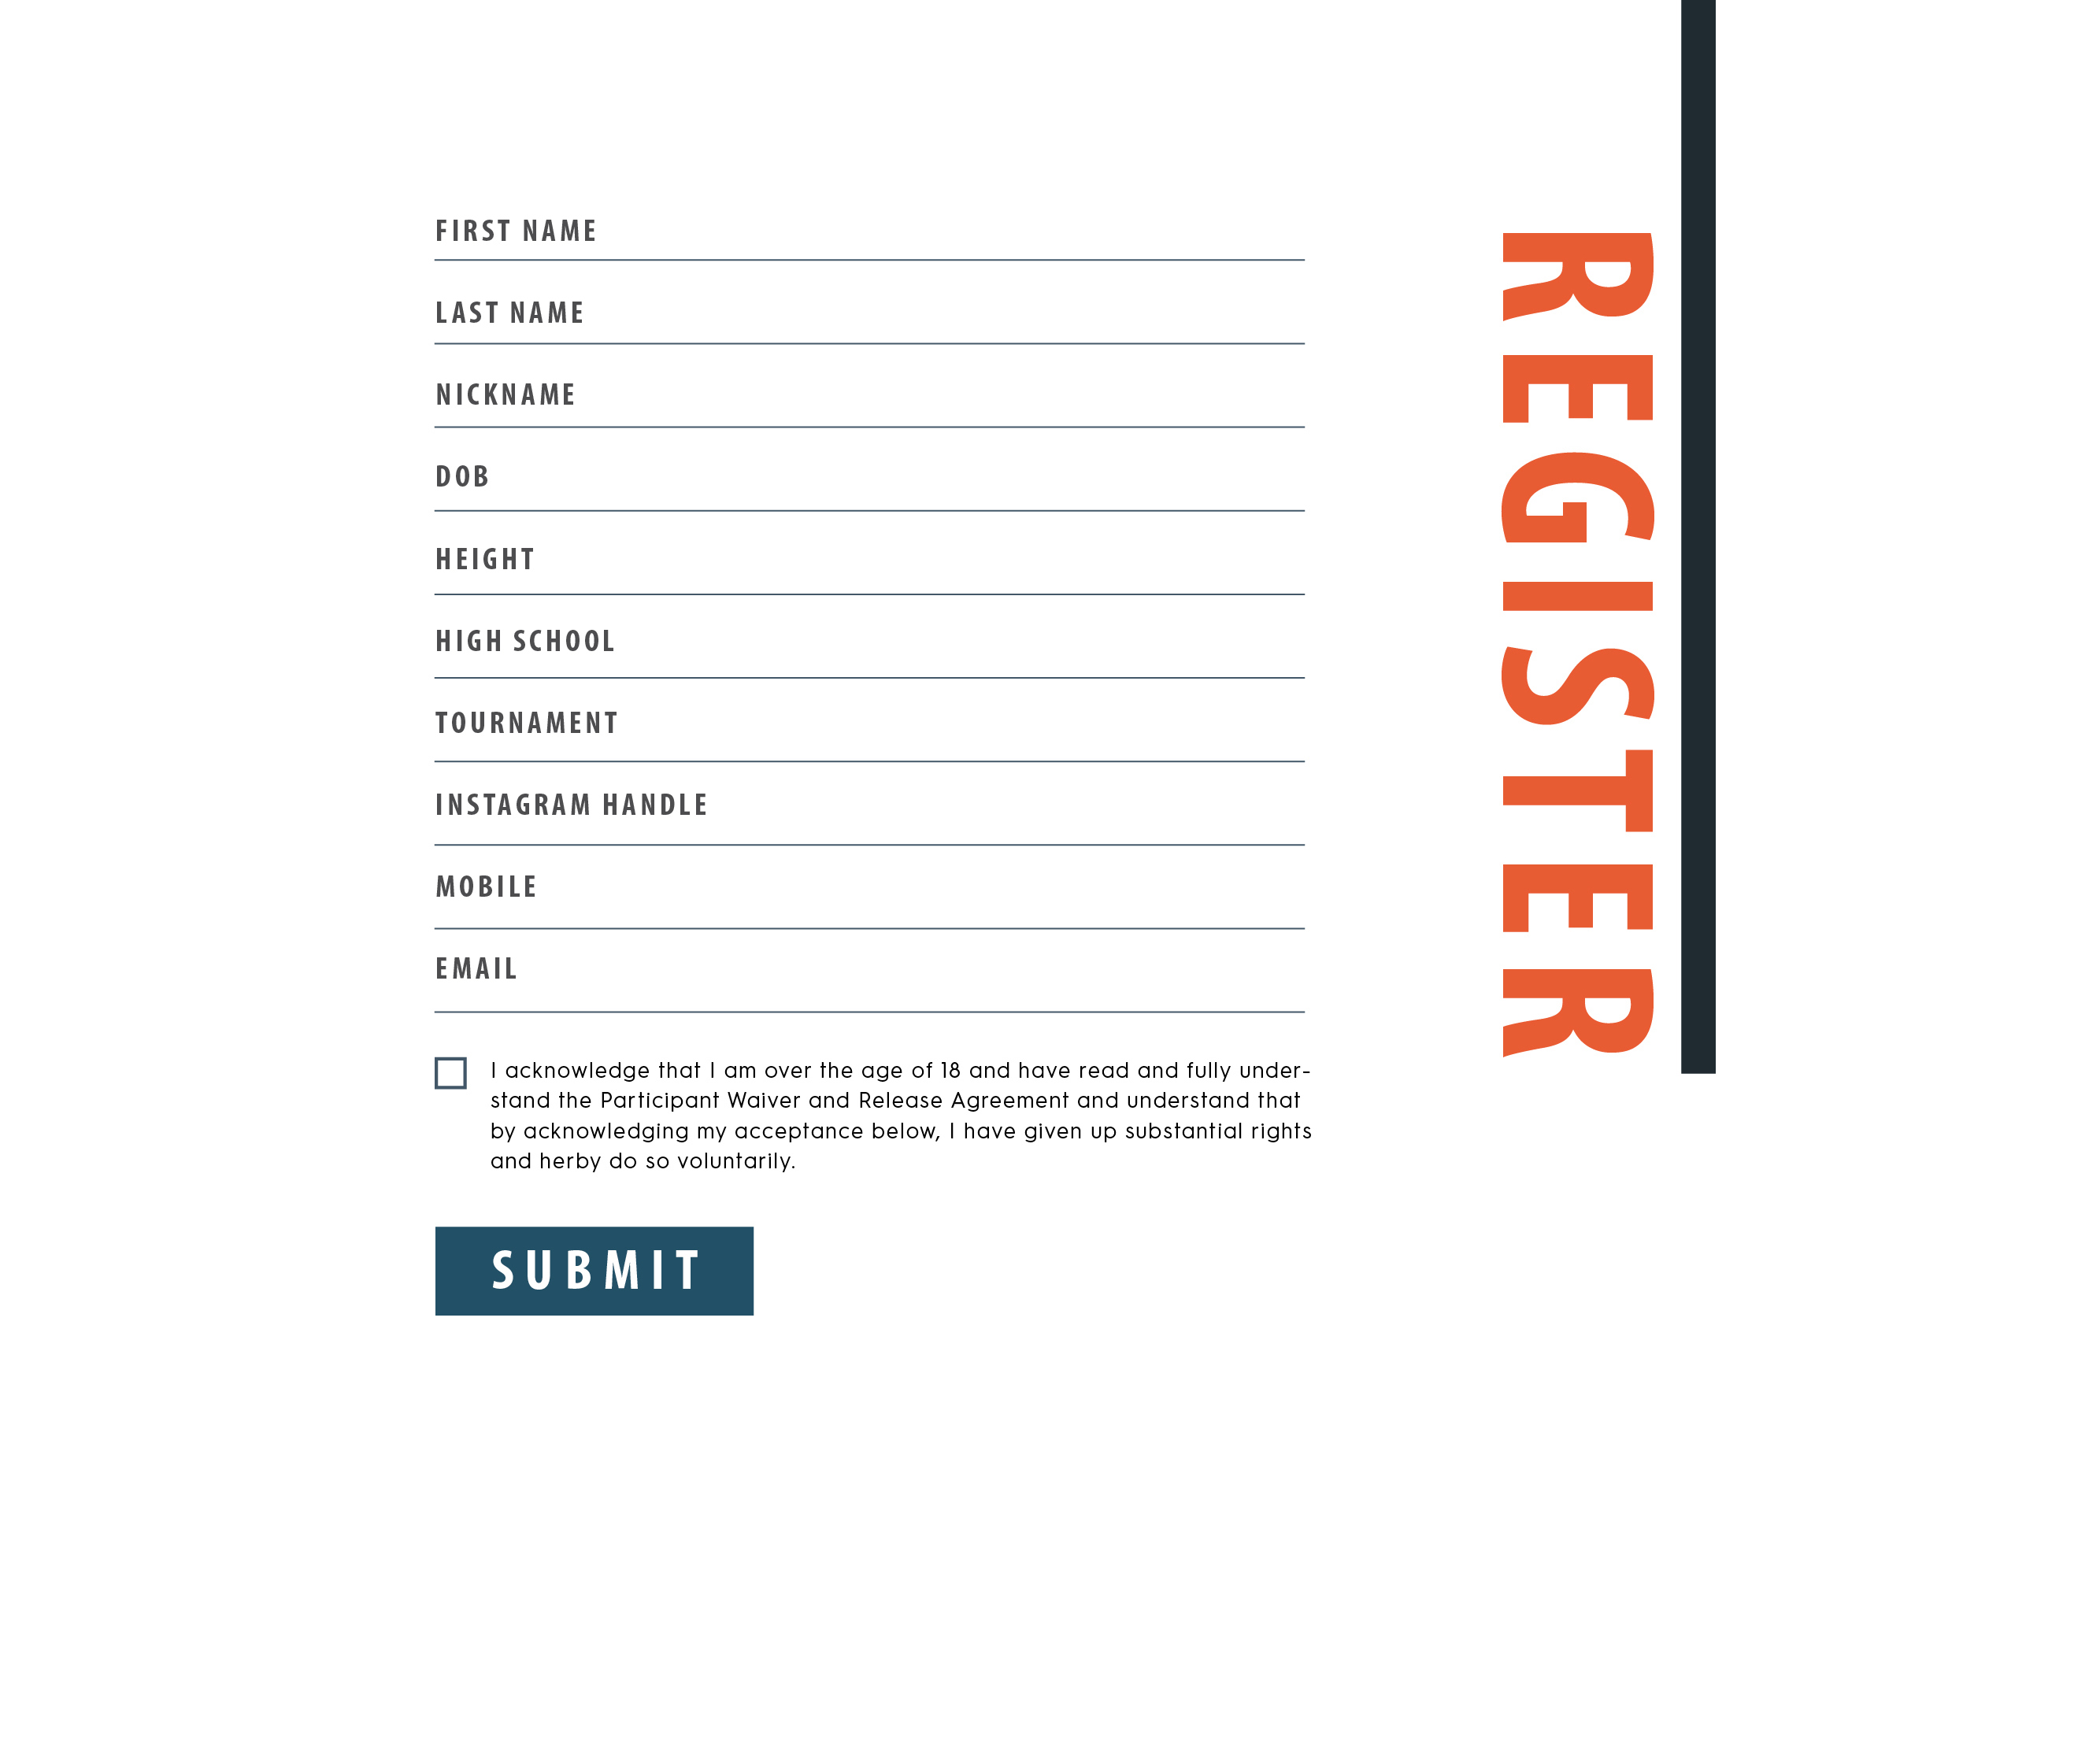 FIRST NAME
LAST NAME
NICKNAME
DOB
HEIGHT
HIGH SCHOOL
TOURNAMENT
INSTAGRAM HANDLE
MOBILE
EMAIL
I acknowledge that I am over the age of 18 and have read and fully under-
stand the Participant Waiver and Release Agreement and understand that
by acknowledging my acceptance below, I have given up substantial rights
and herby do so voluntarily.
SUBMIT
REGISTER